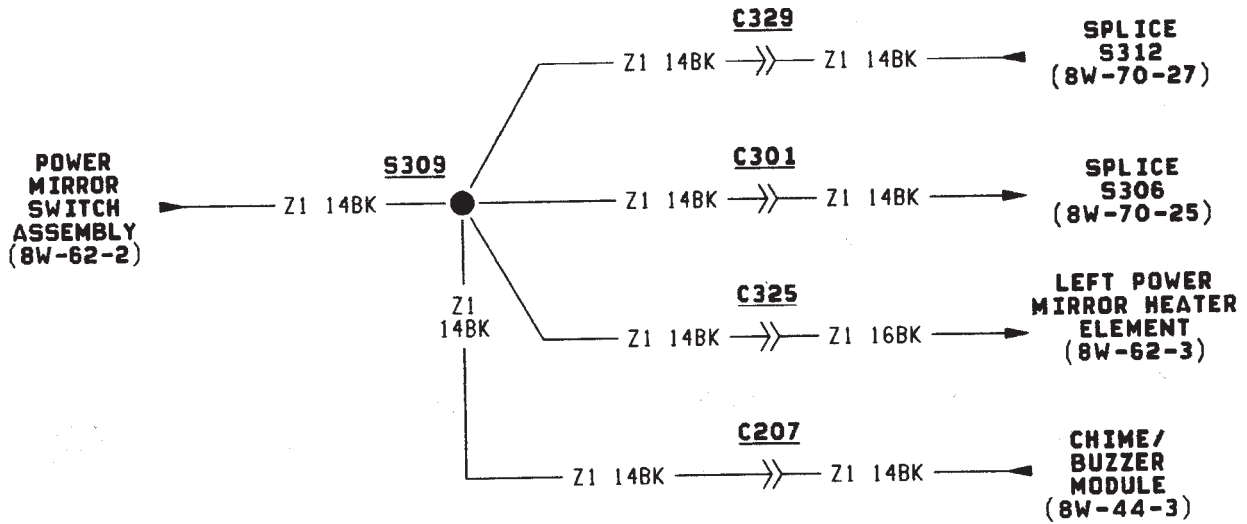 C329
Z1 14BK
Z1 14BK
SPLICE
S312
(8W-70-27)
POWER
MIRROR
SWITCH
ASSEMBLY
(8W-62-2)
Z1 14BK
S309
C301
Z1 14BK
Z1 14BK
SPLICE
S306
(8W-70-25)
Z1
14BK
C325
Z1 14BK
Z1 16BK
LEFT POWER
MIRROR HEATER
ELEMENT
(8W-62-3)
C207
Z1 14BK
Z1 14BK
CHIME/
BUZZER
MODULE
(8W-44-3)